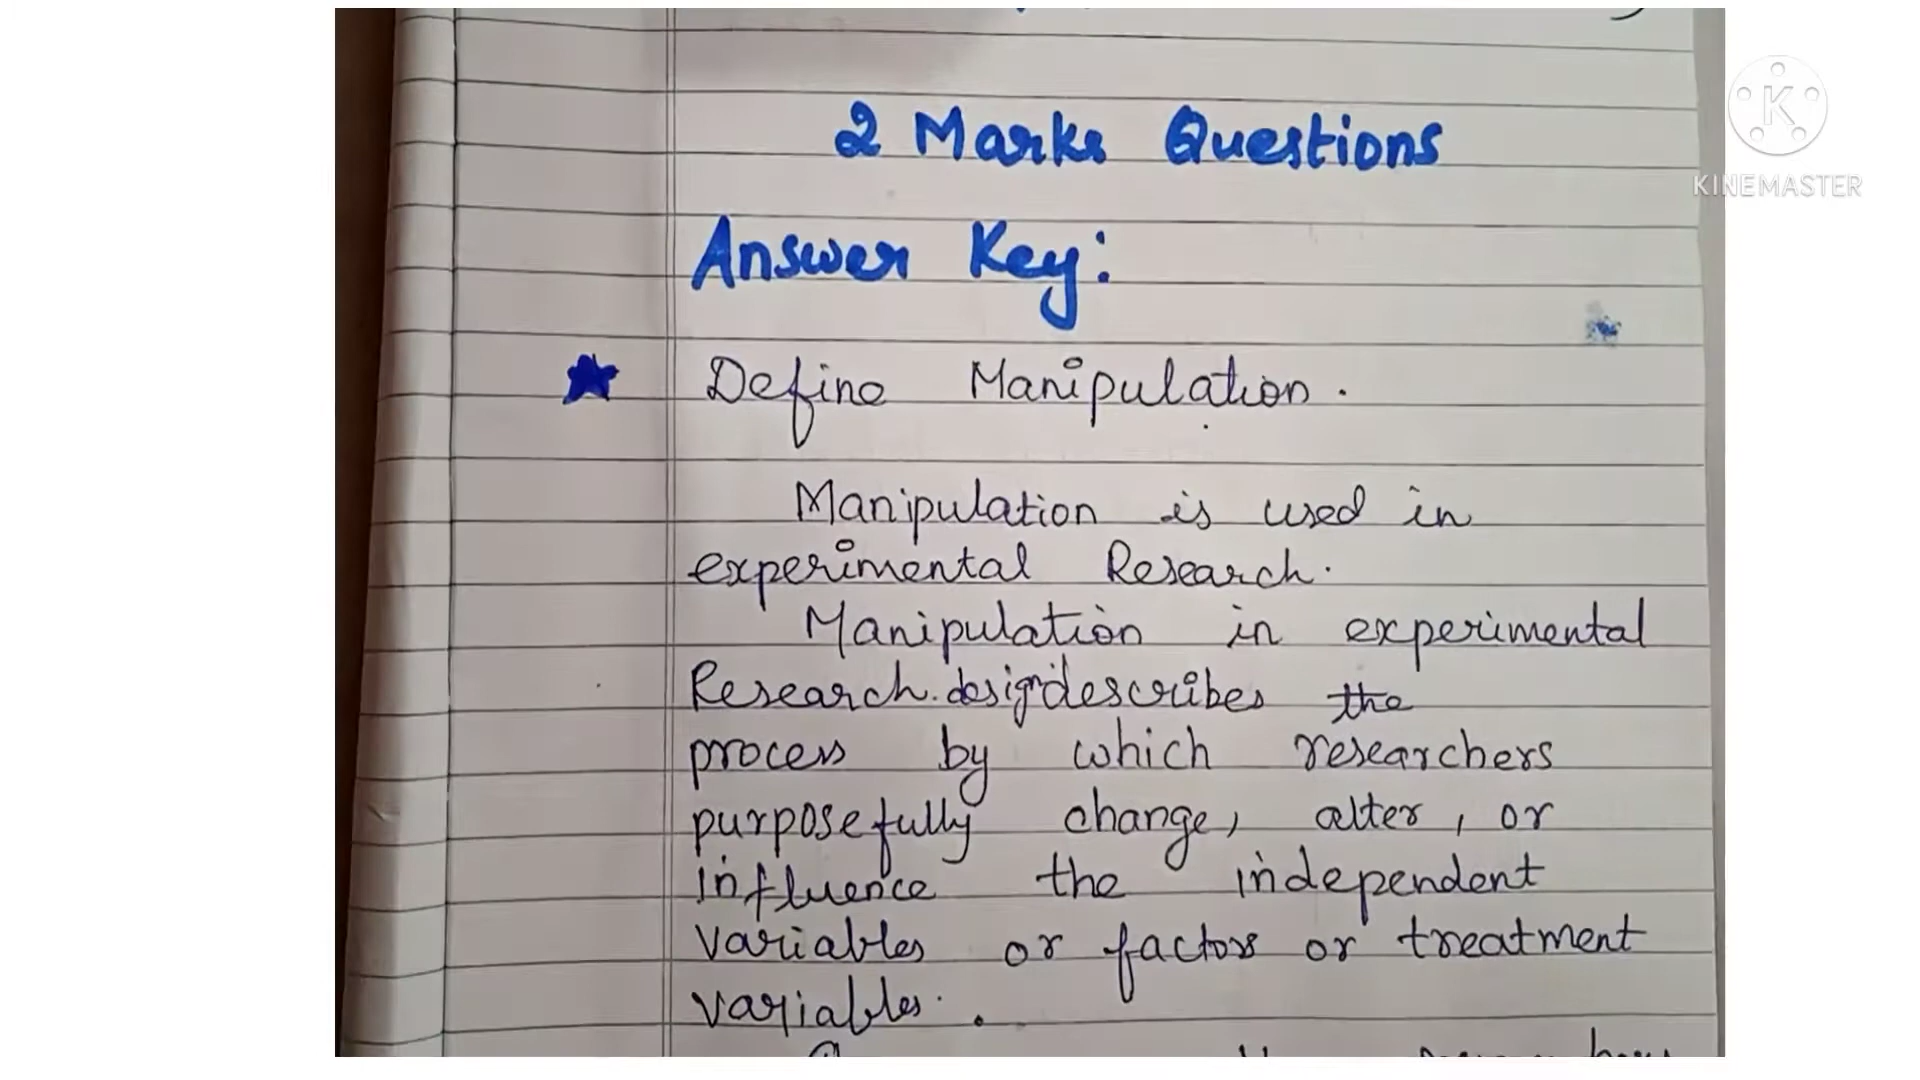 2 Marks Questions
KINEMASTER
Answer Key:
Define Manipulation.
Manipulation is used in
experimental Research.
Manipulation in experimental
Research design describes the
process by which researchers
purposefully change, alter, or
influence the independent
variables or factors or treatment
variables.